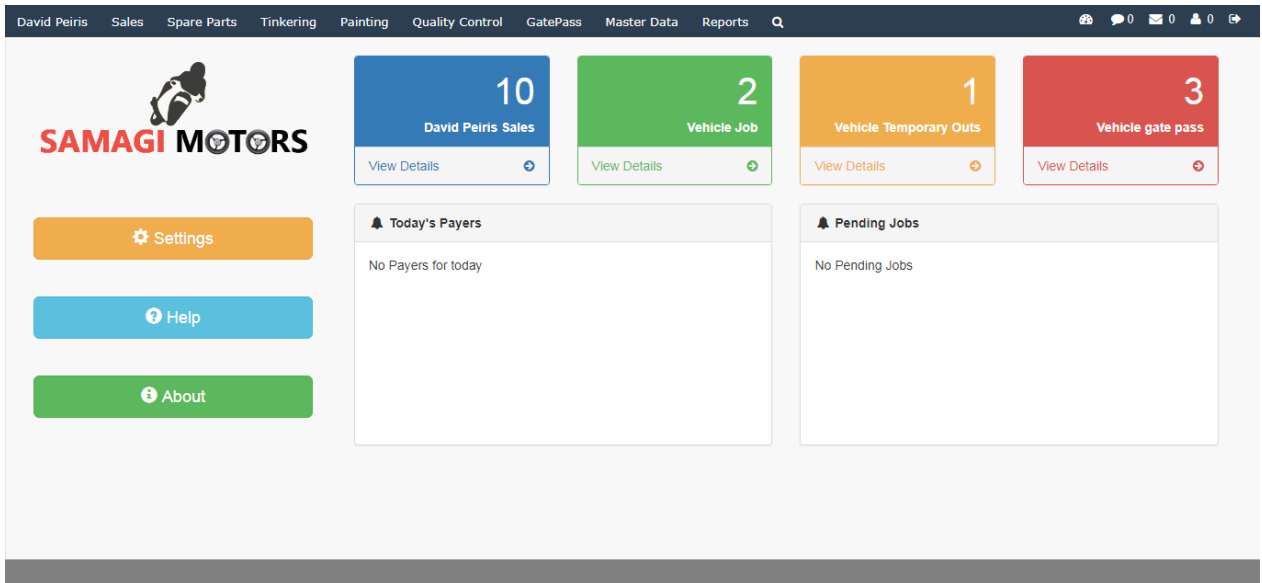 David Peiris Sales Spare Parts Tinkering Painting Quality Control GatePass Master Data Reports 0 0 0
SAMAGI MOTORS
10
David Peiris Sales
View Details
2
Vehicle Job
View Details
1
Vehicle Temporary Outs
View Details
3
Vehicle gate pass
View Details
Settings
Help
About
Today's Payers
No Payers for today
Pending Jobs
No Pending Jobs